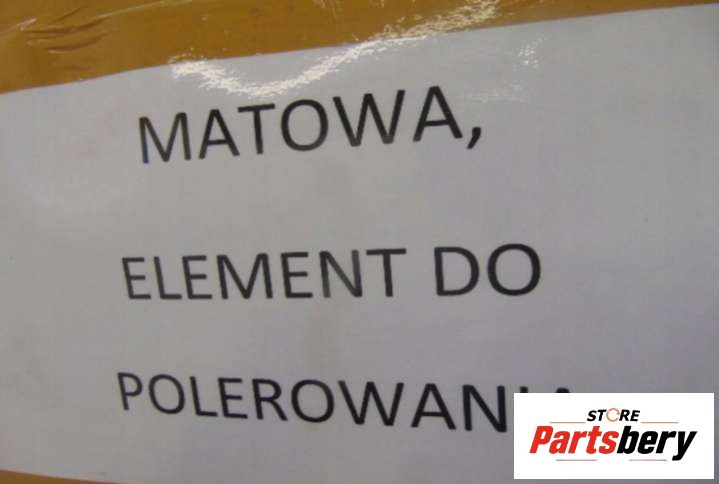 MATOWA,
ELEMENT DO
POLEROWANIA
STORE
Partsbery